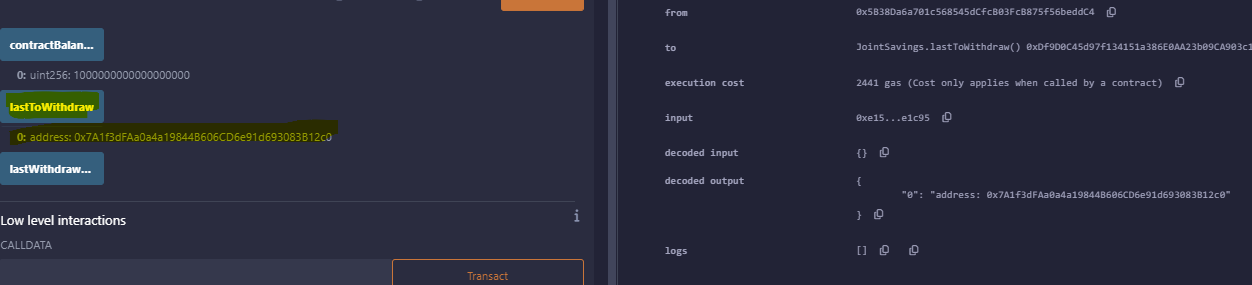 contractBalan...
0: uint256: 1000000000000000000
lastToWithdraw
0: address: 0x7A1f3dFAa0a4a19844B606CD6e91d693083B12c0
lastWithdraw...
Low level interactions
i
CALLDATA
Transact
from 0x5B38Da6a701c568545dCfcB03FcB875f56beddC4
to JointSavings.lastToWithdraw() 0xDf9D0C45d97f134151a386E0AA23b09CA903c1
execution cost 2441 gas (Cost only applies when called by a contract)
input 0xe15...e1c95
decoded input {}
decoded output {
"0": "address: 0x7A1f3dFAa0a4a19844B606CD6e91d693083B12c0"
}
logs []